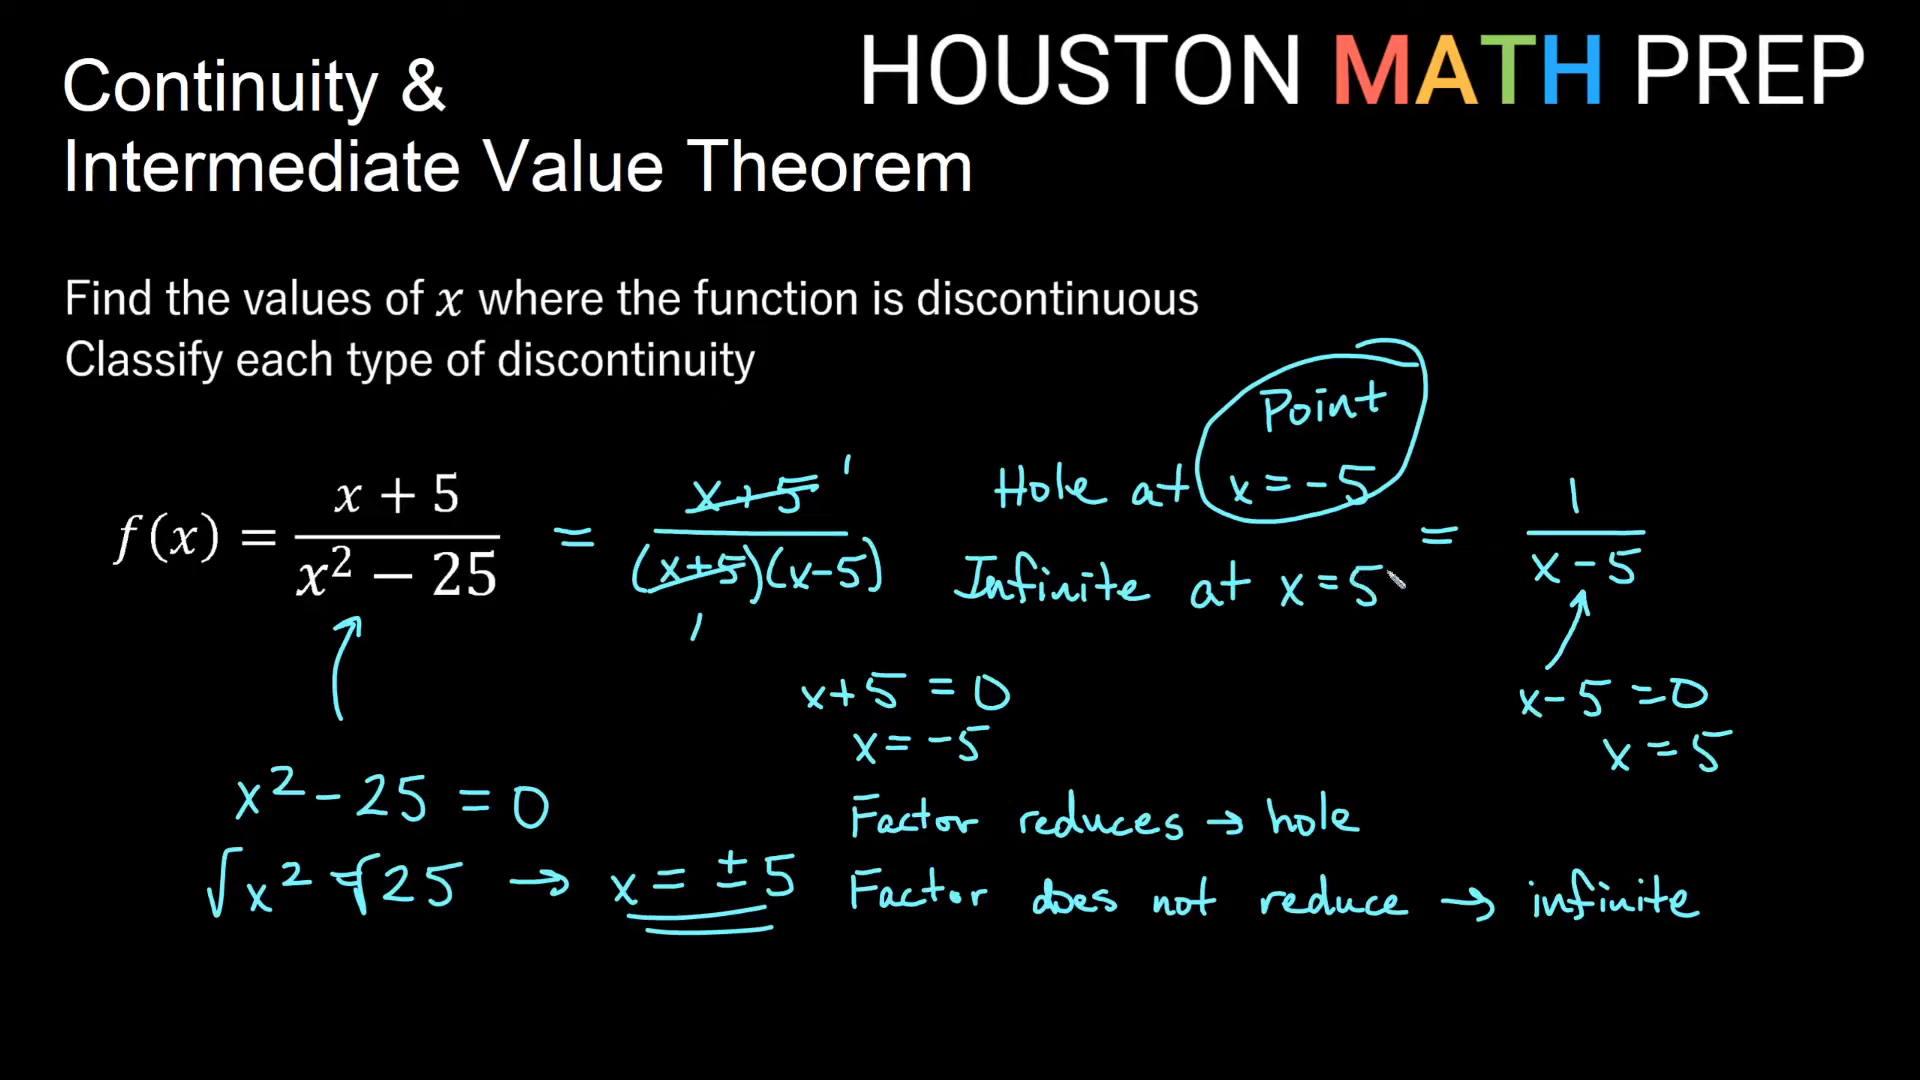 Continuity &
Intermediate Value Theorem
HOUSTON MATH PREP
Find the values of x where the function is discontinuous
Classify each type of discontinuity
f(x) = (x + 5)/(x² − 25) = (x+5)/((x+5)(x-5)) = 1/(x-5)
1
1
Point
Hole at x = -5
Infinite at x = 5
x+5 = 0
x = -5
x-5 = 0
x = 5
x² - 25 = 0
√x² = √25 → x = ±5
Factor reduces → hole
Factor does not reduce → infinite